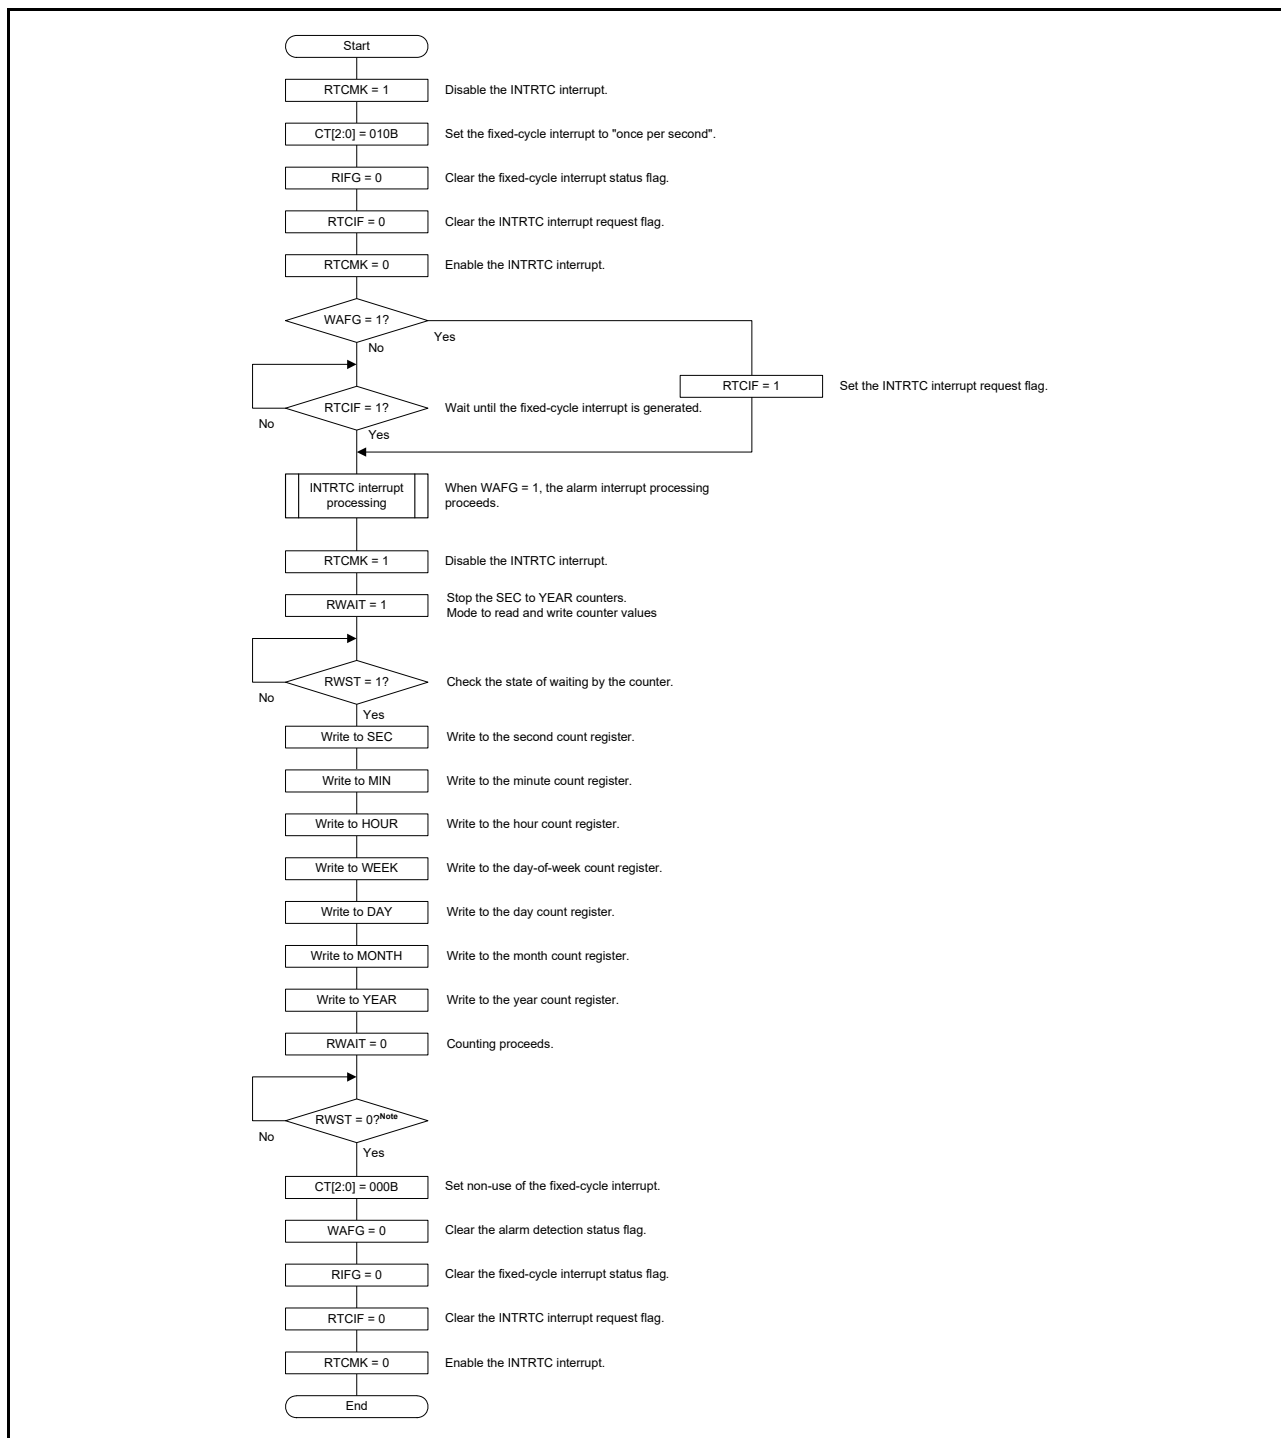 Start
RTCMK = 1
Disable the INTRTC interrupt.
CT[2:0] = 010B
Set the fixed-cycle interrupt to "once per second".
RIFG = 0
Clear the fixed-cycle interrupt status flag.
RTCIF = 0
Clear the INTRTC interrupt request flag.
RTCMK = 0
Enable the INTRTC interrupt.
WAFG = 1?
Yes
No
RTCIF = 1
Set the INTRTC interrupt request flag.
RTCIF = 1?
Wait until the fixed-cycle interrupt is generated.
No
Yes
INTRTC interrupt
processing
When WAFG = 1, the alarm interrupt processing
proceeds.
RTCMK = 1
Disable the INTRTC interrupt.
RWAIT = 1
Stop the SEC to YEAR counters.
Mode to read and write counter values
RWST = 1?
Check the state of waiting by the counter.
No
Yes
Write to SEC
Write to the second count register.
Write to MIN
Write to the minute count register.
Write to HOUR
Write to the hour count register.
Write to WEEK
Write to the day-of-week count register.
Write to DAY
Write to the day count register.
Write to MONTH
Write to the month count register.
Write to YEAR
Write to the year count register.
RWAIT = 0
Counting proceeds.
RWST = 0?Note
No
Yes
CT[2:0] = 000B
Set non-use of the fixed-cycle interrupt.
WAFG = 0
Clear the alarm detection status flag.
RIFG = 0
Clear the fixed-cycle interrupt status flag.
RTCIF = 0
Clear the INTRTC interrupt request flag.
RTCMK = 0
Enable the INTRTC interrupt.
End